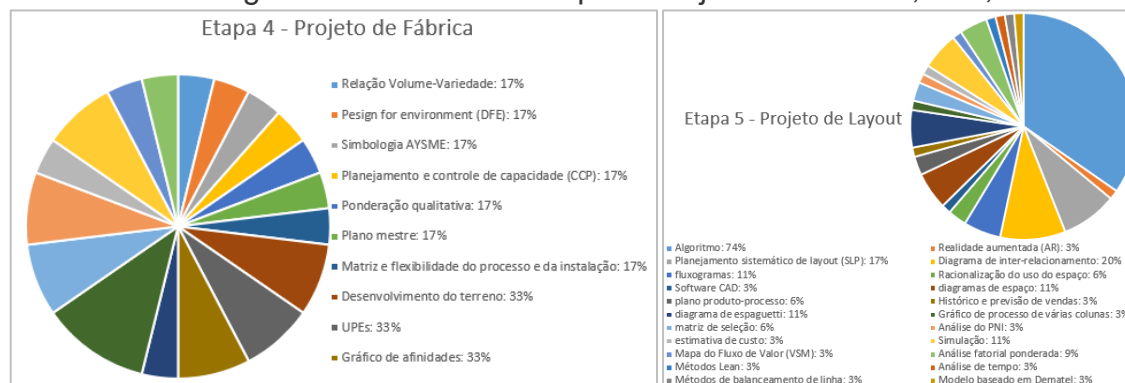 Etapa 4 - Projeto de Fábrica
Relação Volume-Variedade: 17%
Pesign for environment (DFE): 17%
Simbologia AYSME: 17%
Planejamento e controle de capacidade (CCP): 17%
Ponderação qualitativa: 17%
Plano mestre: 17%
Matriz e flexibilidade do processo e da instalação: 17%
Desenvolvimento do terreno: 33%
UPEs: 33%
Gráfico de afinidades: 33%
Etapa 5 - Projeto de Layout
Algoritmo: 74%
Realidade aumentada (AR): 3%
Planejamento sistemático de layout (SLP): 17%
Diagrama de inter-relacionamento: 20%
fluxogramas: 11%
Racionalização do uso do espaço: 6%
Software CAD: 3%
diagramas de espaço: 11%
plano produto-processo: 6%
Histórico e previsão de vendas: 3%
diagrama de espaguetti: 11%
Gráfico de processo de várias colunas: 3%
matriz de seleção: 6%
Análise do PNI: 3%
estimativa de custo: 3%
Simulação: 11%
Mapa do Fluxo de Valor (VSM): 3%
Análise fatorial ponderada: 9%
Métodos Lean: 3%
Análise de tempo: 3%
Métodos de balanceamento de linha: 3%
Modelo baseado em Dematel: 3%